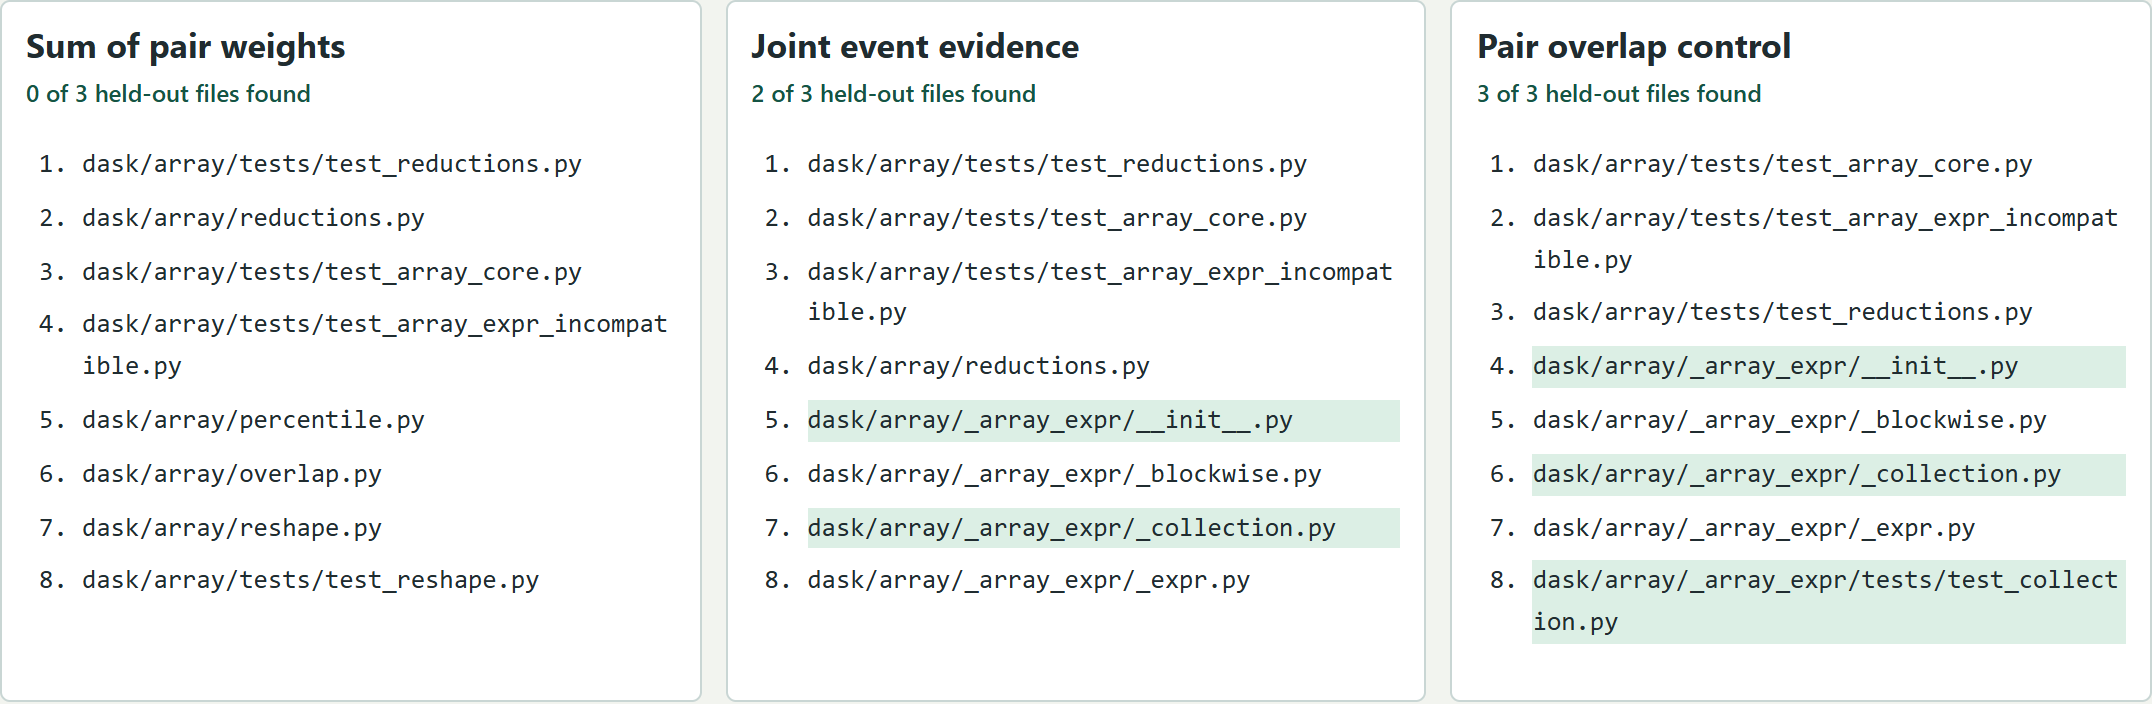 Sum of pair weights
0 of 3 held-out files found
1. dask/array/tests/test_reductions.py
2. dask/array/reductions.py
3. dask/array/tests/test_array_core.py
4. dask/array/tests/test_array_expr_incompat
ible.py
5. dask/array/percentile.py
6. dask/array/overlap.py
7. dask/array/reshape.py
8. dask/array/tests/test_reshape.py
Joint event evidence
2 of 3 held-out files found
1. dask/array/tests/test_reductions.py
2. dask/array/tests/test_array_core.py
3. dask/array/tests/test_array_expr_incompat
ible.py
4. dask/array/reductions.py
5. dask/array/_array_expr/__init__.py
6. dask/array/_array_expr/_blockwise.py
7. dask/array/_array_expr/_collection.py
8. dask/array/_array_expr/_expr.py
Pair overlap control
3 of 3 held-out files found
1. dask/array/tests/test_array_core.py
2. dask/array/tests/test_array_expr_incompat
ible.py
3. dask/array/tests/test_reductions.py
4. dask/array/_array_expr/__init__.py
5. dask/array/_array_expr/_blockwise.py
6. dask/array/_array_expr/_collection.py
7. dask/array/_array_expr/_expr.py
8. dask/array/_array_expr/tests/test_collect
ion.py